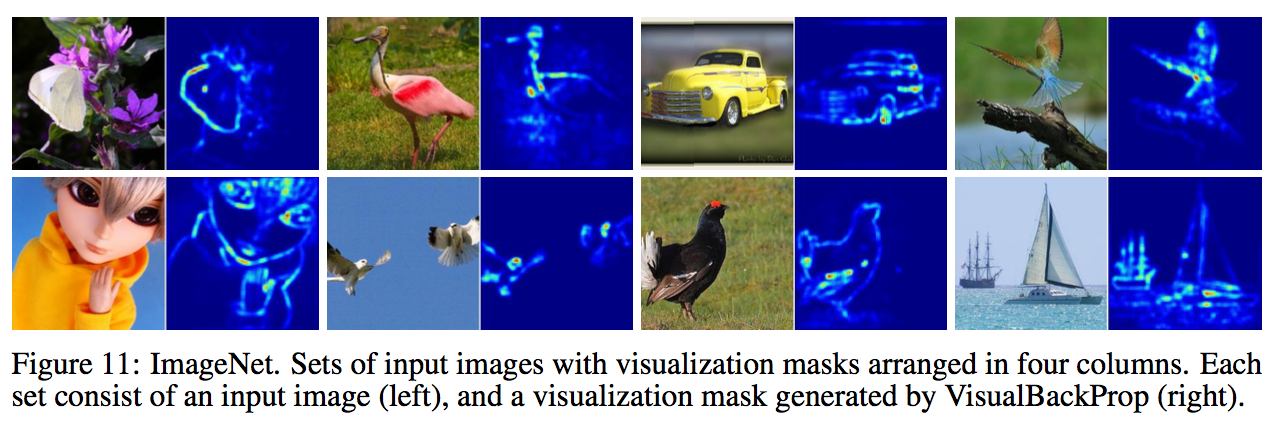 Figure 11: ImageNet. Sets of input images with visualization masks arranged in four columns. Each
set consist of an input image (left), and a visualization mask generated by VisualBackProp (right).